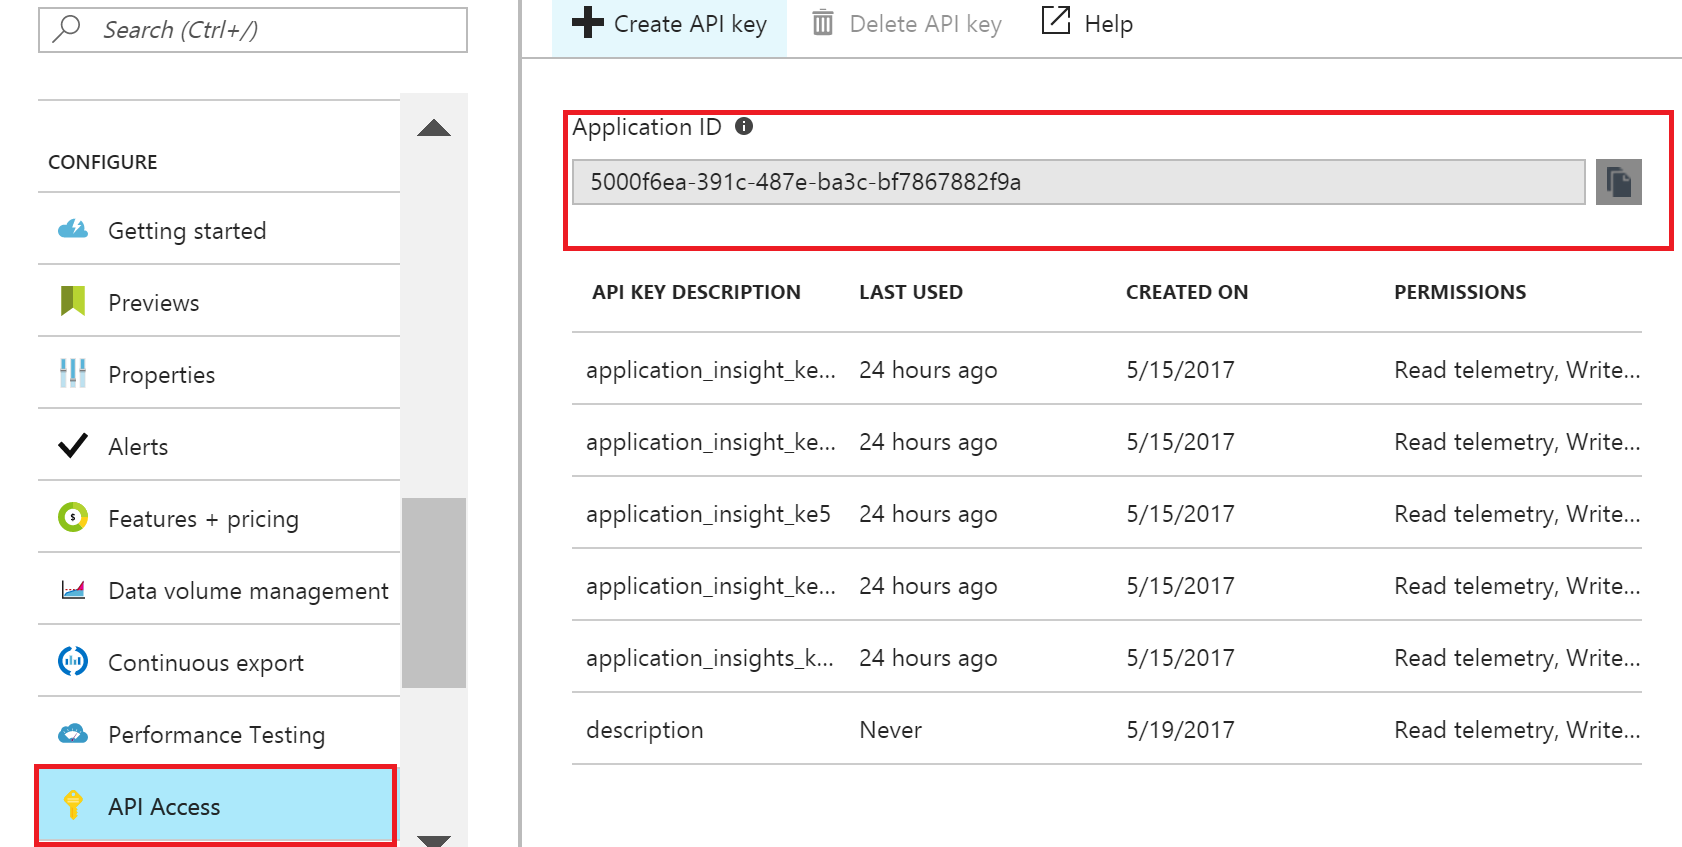 Search (Ctrl+/)
CONFIGURE
Getting started
Previews
Properties
Alerts
Features + pricing
Data volume management
Continuous export
Performance Testing
API Access
Create API key Delete API key Help
Application ID
5000f6ea-391c-487e-ba3c-bf7867882f9a
API KEY DESCRIPTION LAST USED CREATED ON PERMISSIONS
application_insight_ke... 24 hours ago 5/15/2017 Read telemetry, Write...
application_insight_ke... 24 hours ago 5/15/2017 Read telemetry, Write...
application_insight_ke5 24 hours ago 5/15/2017 Read telemetry, Write...
application_insight_ke... 24 hours ago 5/15/2017 Read telemetry, Write...
application_insights_k... 24 hours ago 5/15/2017 Read telemetry, Write...
description Never 5/19/2017 Read telemetry, Write...